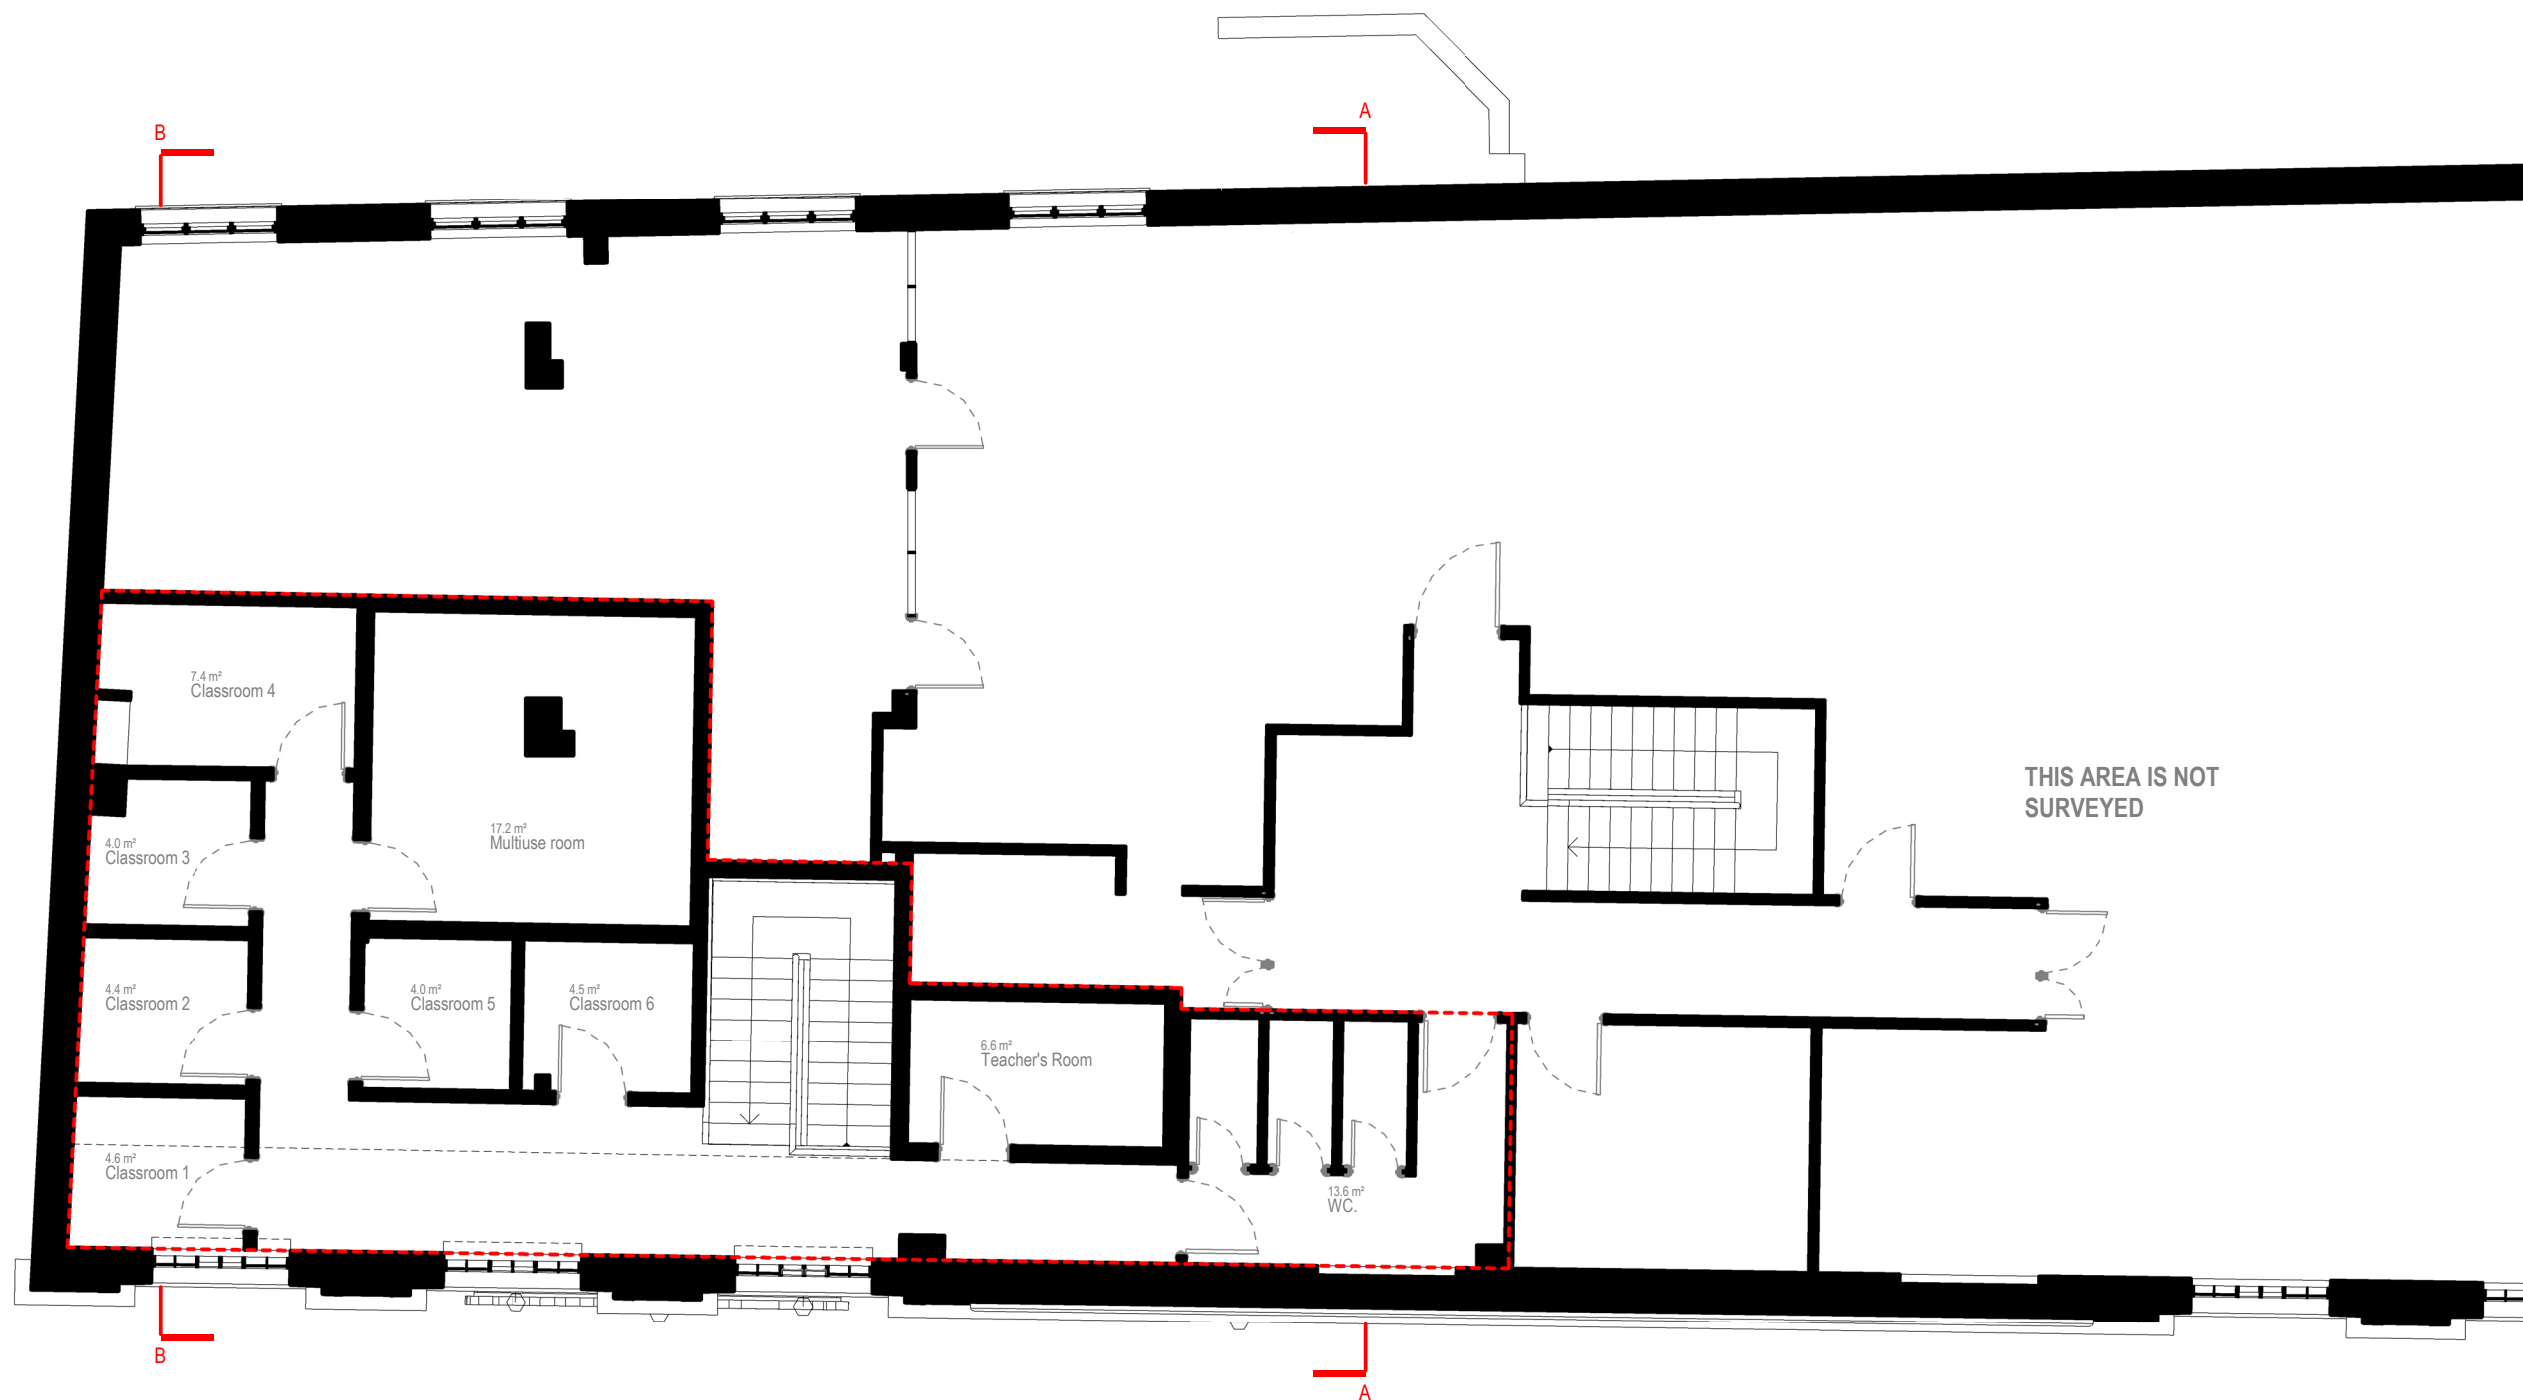 A
B
7.4 m²
Classroom 4
THIS AREA IS NOT
SURVEYED
17.2 m²
Multiuse room
4.0 m²
Classroom 3
4.4 m²
Classroom 2
4.0 m²
Classroom 5
4.5 m²
Classroom 6
6.6 m²
Teacher's Room
4.6 m²
Classroom 1
13.6 m²
WC.
B
A